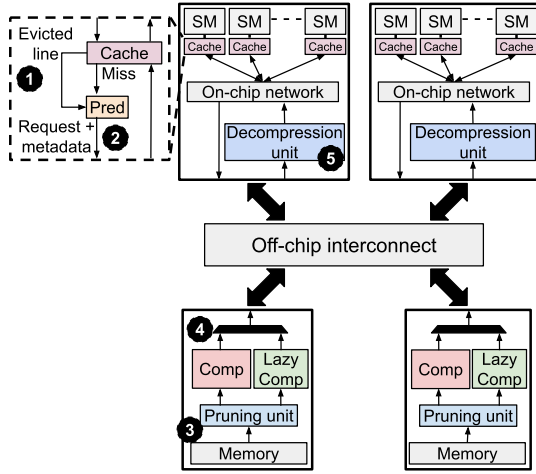 Evicted
line
Cache
1
Miss
Pred
Request +
metadata
2
SM
SM
SM
Cache
Cache
Cache
On-chip network
Decompression
unit
5
SM
SM
SM
Cache
Cache
Cache
On-chip network
Decompression
unit
Off-chip interconnect
4
Comp
Lazy
Comp
Pruning unit
3
Memory
Comp
Lazy
Comp
Pruning unit
Memory